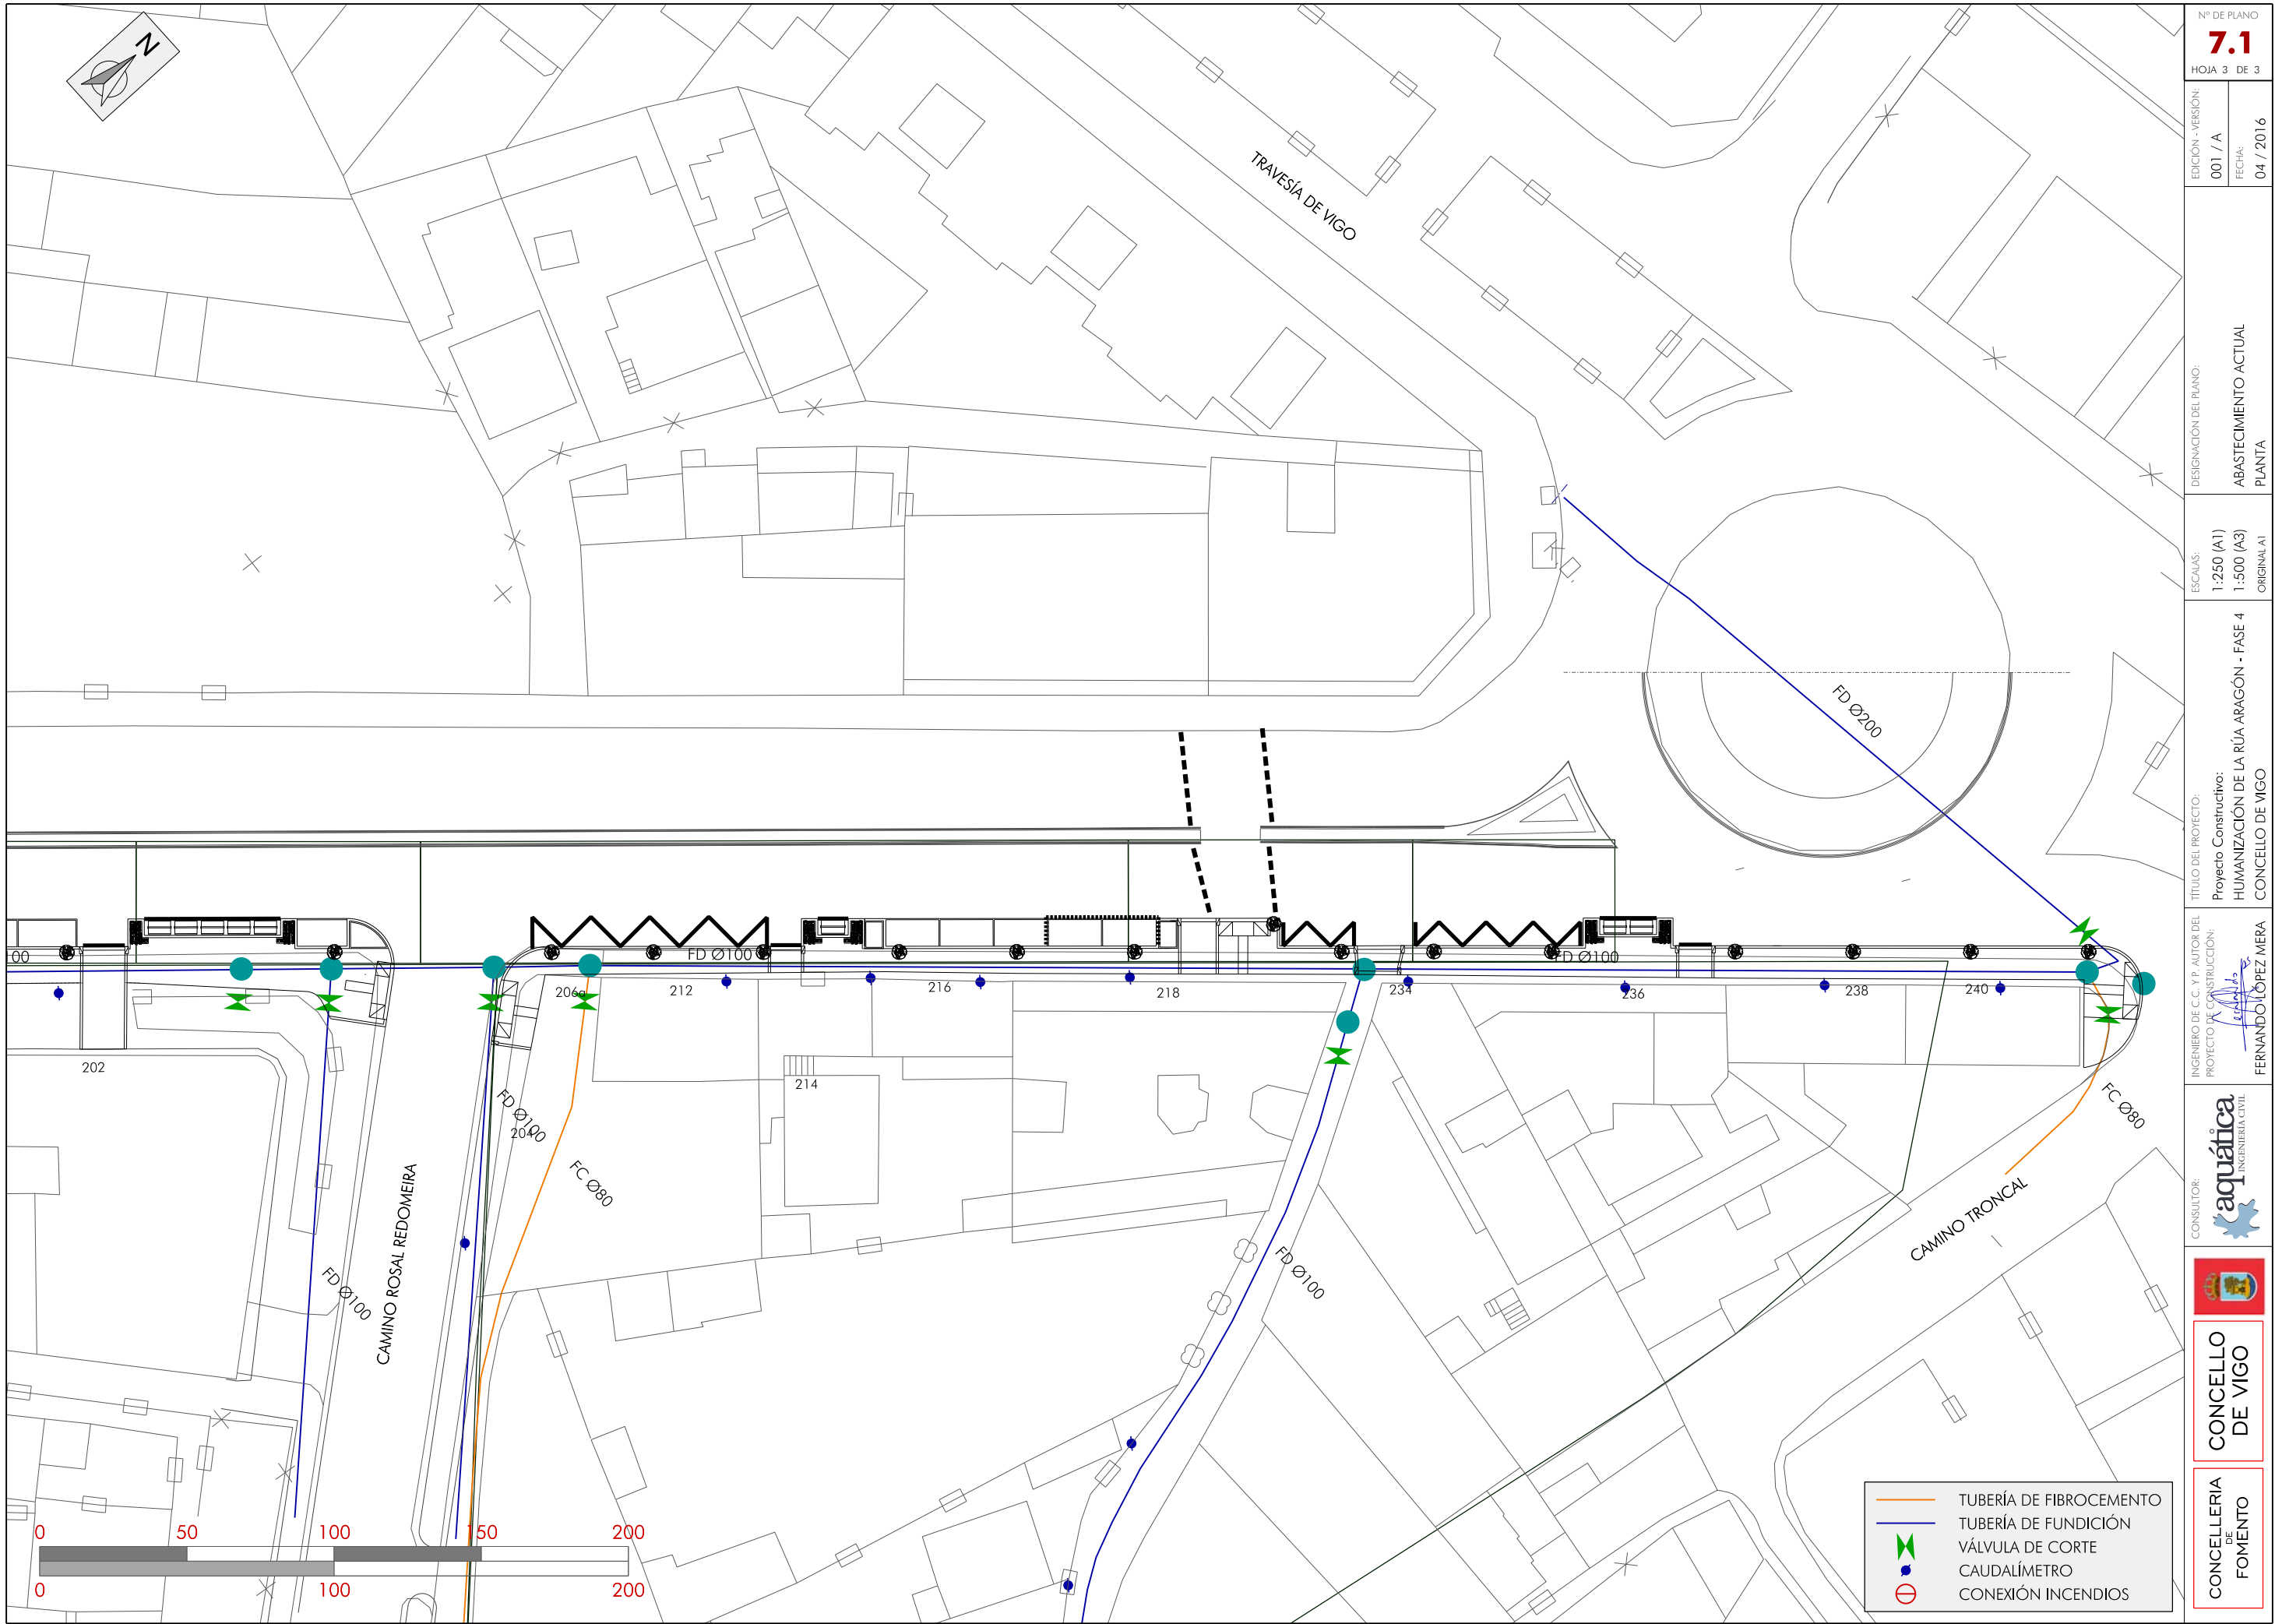 N
TRAVESÍA DE VIGO
FD Ø200
00
FD Ø100
FD Ø100
206a
212
216
218
234
236
238
240
202
214
FD Ø100
204
FC Ø80
FC Ø80
CAMINO ROSAL REDOMEIRA
FD Ø100
FD Ø100
CAMINO TRONCAL
0 50 100 150 200
0 100 200
TUBERÍA DE FIBROCEMENTO
TUBERÍA DE FUNDICIÓN
VÁLVULA DE CORTE
CAUDALÍMETRO
CONEXIÓN INCENDIOS
Nº DE PLANO
7.1
HOJA 3 DE 3
EDICIÓN - VERSIÓN:
001 / A
FECHA:
04 / 2016
DESIGNACIÓN DEL PLANO:
ABASTECIMIENTO ACTUAL
PLANTA
ESCALAS:
1:250 (A1)
1:500 (A3)
ORIGINAL A1
TÍTULO DEL PROYECTO:
Proyecto Constructivo:
HUMANIZACIÓN DE LA RÚA ARAGÓN - FASE 4
CONCELLO DE VIGO
INGENIERO DE C.C. Y P. AUTOR DEL
PROYECTO DE CONSTRUCCIÓN:
FERNANDO LÓPEZ MERA
CONSULTOR:
aquática
INGENIERÍA CIVIL
CONCELLO
DE VIGO
CONCELLERIA
DE
FOMENTO